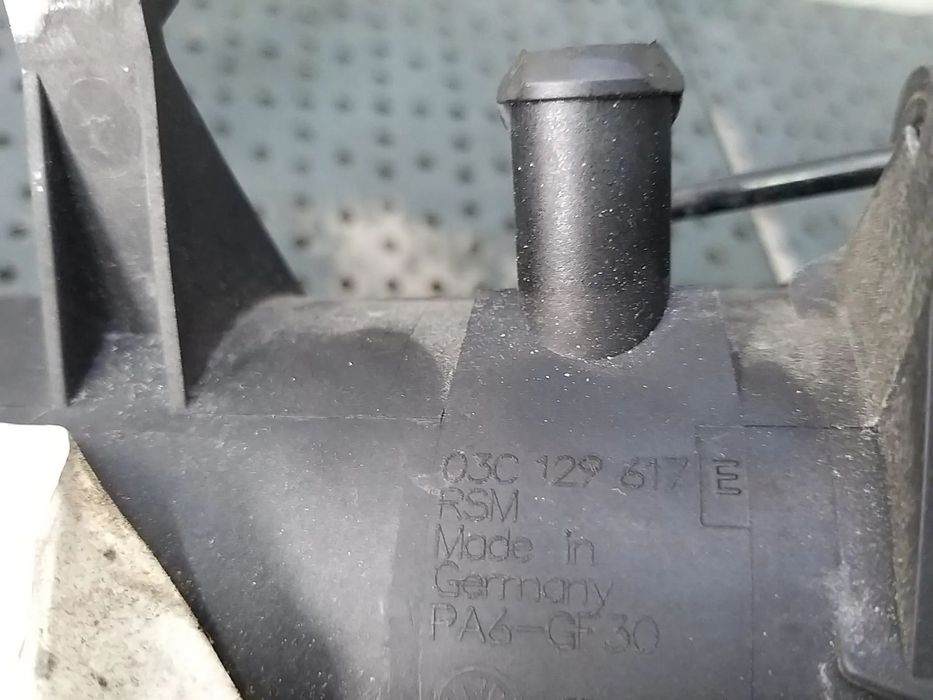 03C 129 617 E
RSM
Made in
Germany
PA6-GF30